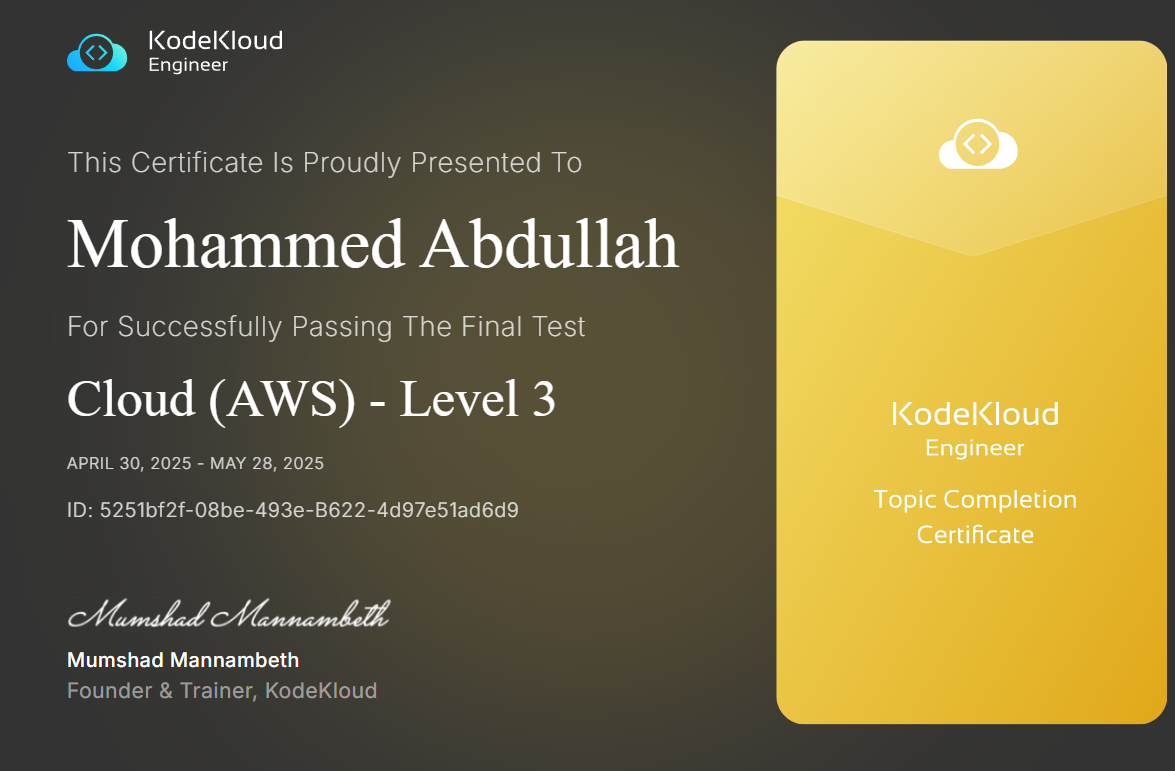 KodeKloud
Engineer
This Certificate Is Proudly Presented To
Mohammed Abdullah
For Successfully Passing The Final Test
Cloud (AWS) - Level 3
APRIL 30, 2025 - MAY 28, 2025
ID: 5251bf2f-08be-493e-B622-4d97e51ad6d9
Mumshad Mannambeth
Mumshad Mannambeth
Founder & Trainer, KodeKloud
KodeKloud
Engineer
Topic Completion
Certificate